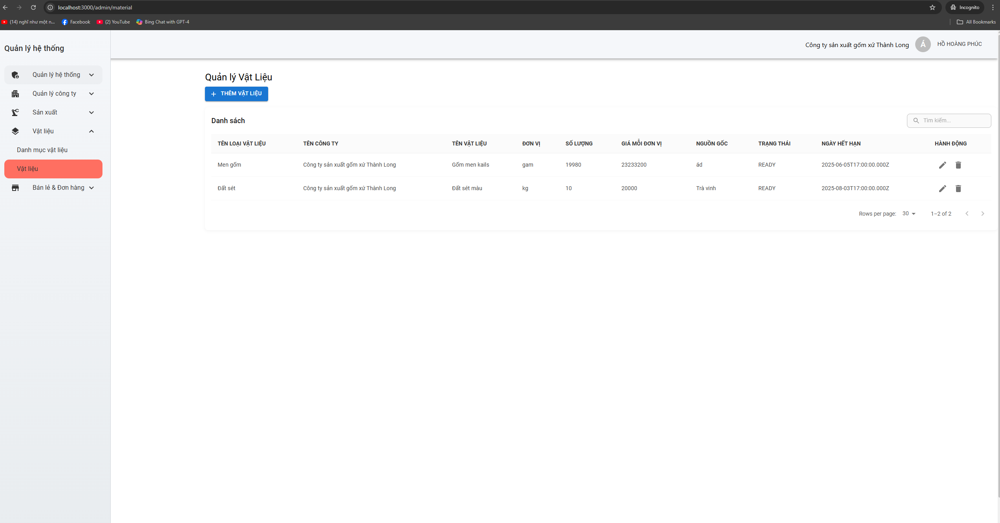 localhost:3000/admin/material
Incognito
(14) nghĩ như một n...
Facebook
(2) YouTube
Bing Chat with GPT-4
All Bookmarks
Quản lý hệ thống
Công ty sản xuất gốm xứ Thành Long
Á
HỒ HOÀNG PHÚC
Quản lý hệ thống
Quản lý công ty
Sản xuất
Vật liệu
Danh mục vật liệu
Vật liệu
Bán lẻ & Đơn hàng
Quản lý Vật Liệu
THÊM VẬT LIỆU
Danh sách
Tìm kiếm...
TÊN LOẠI VẬT LIỆU TÊN CÔNG TY TÊN VẬT LIỆU ĐƠN VỊ SỐ LƯỢNG GIÁ MỖI ĐƠN VỊ NGUỒN GỐC TRẠNG THÁI NGÀY HẾT HẠN HÀNH ĐỘNG
Men gốm Công ty sản xuất gốm xứ Thành Long Gốm men kails gam 19980 23233200 ád READY 2025-06-05T17:00:00.000Z
Đất sét Công ty sản xuất gốm xứ Thành Long Đất sét màu kg 10 20000 Trà vinh READY 2025-08-03T17:00:00.000Z
Rows per page: 30 1–2 of 2